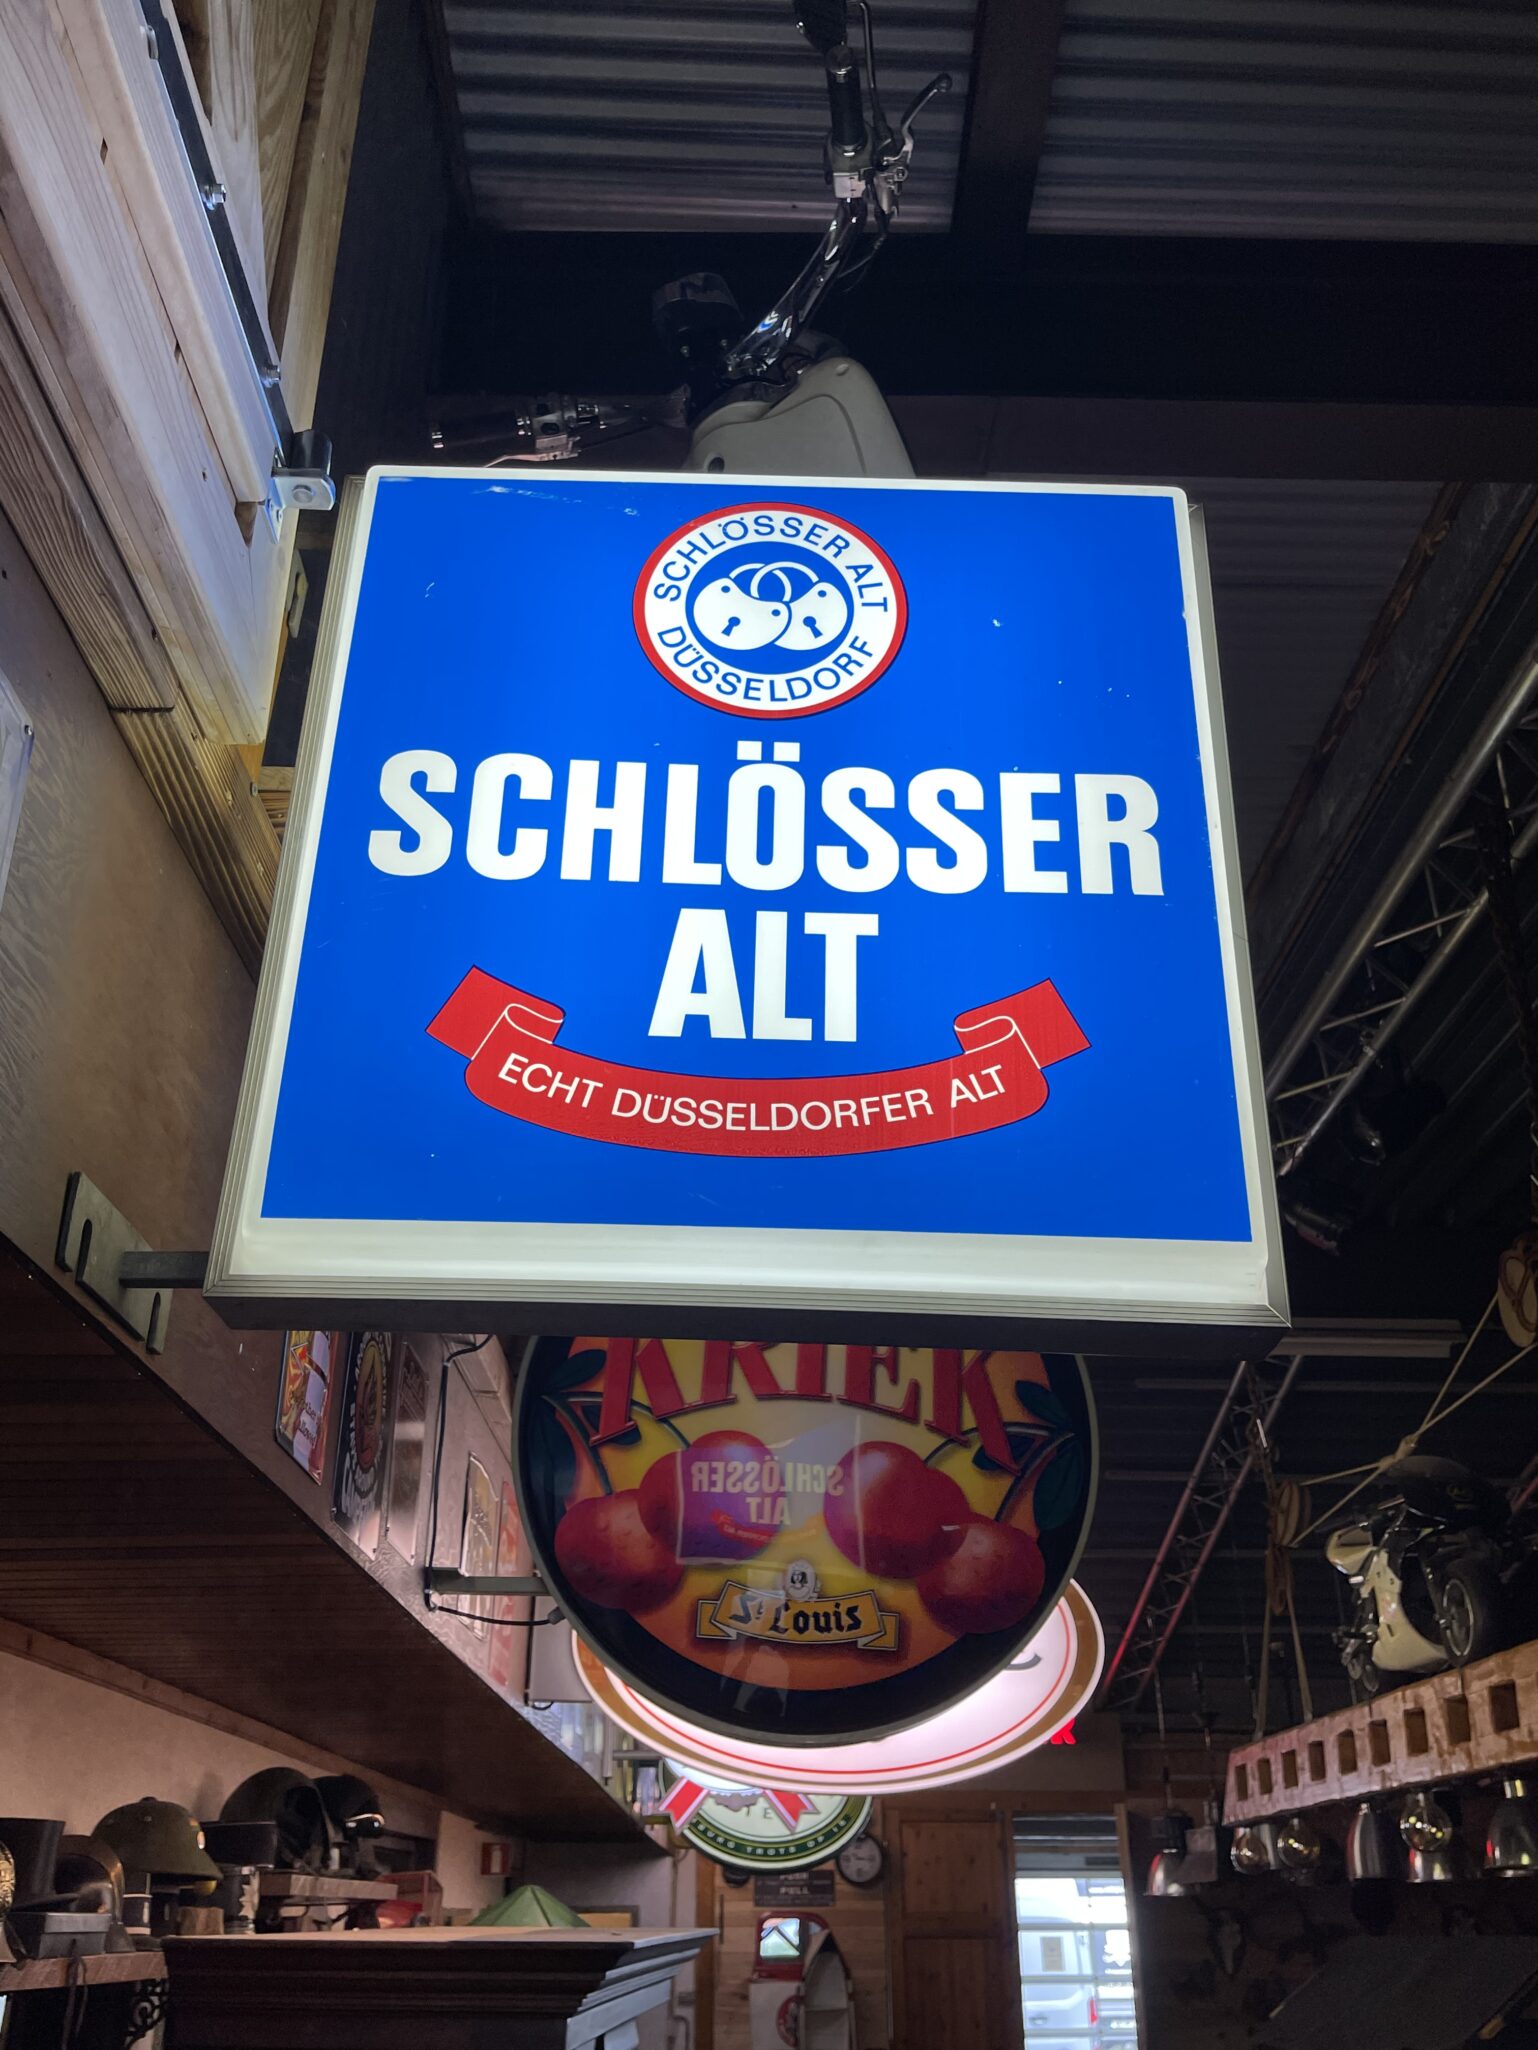 SCHLÖSSER ALT
DÜSSELDORF
SCHLÖSSER
ALT
ECHT DÜSSELDORFER ALT
KRIEK
SCHLÖSSER
ALT
St Louis